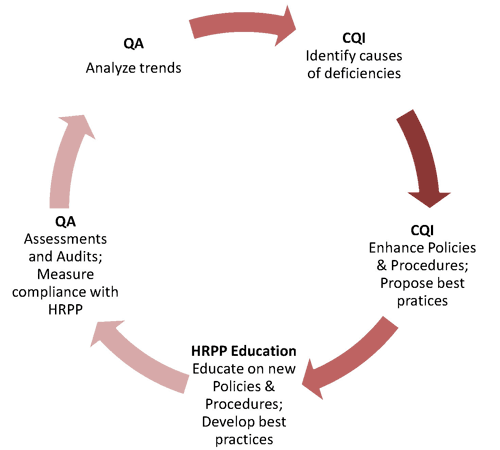 QA
Analyze trends
CQI
Identify causes
of deficiencies
CQI
Enhance Policies
& Procedures;
Propose best
pratices
HRPP Education
Educate on new
Policies &
Procedures;
Develop best
practices
QA
Assessments
and Audits;
Measure
compliance with
HRPP